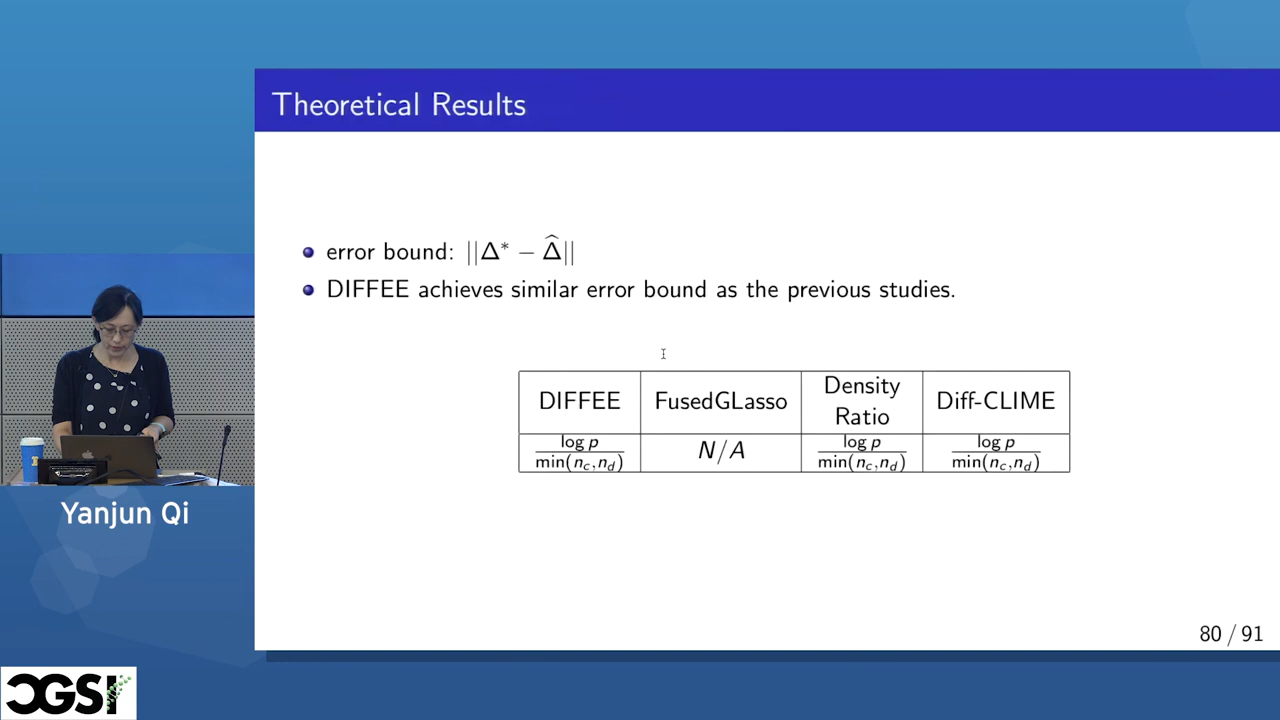 Theoretical Results
error bound: ||Δ* − Δ̂||
DIFFEE achieves similar error bound as the previous studies.
DIFFEE FusedGLasso Density Ratio Diff-CLIME
log p / min(n_c,n_d) N/A log p / min(n_c,n_d) log p / min(n_c,n_d)
80 / 91
Yanjun Qi
CGSI